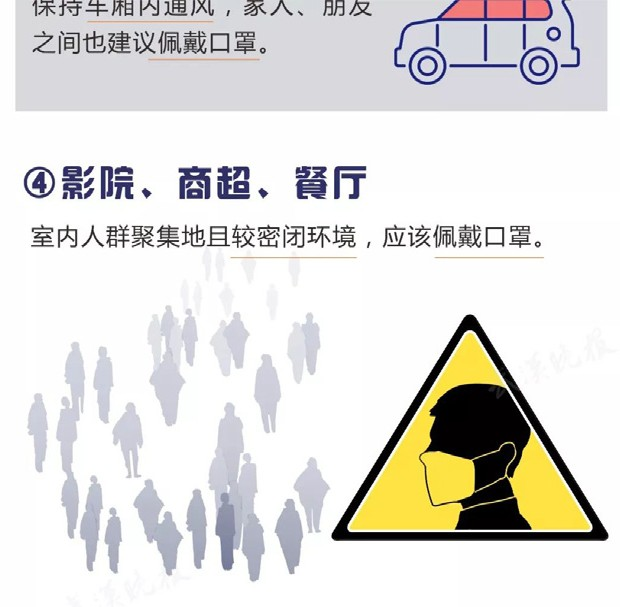 保持车厢内通风，家人、朋友
之间也建议佩戴口罩。
④影院、商超、餐厅
室内人群聚集地且较密闭环境，应该佩戴口罩。